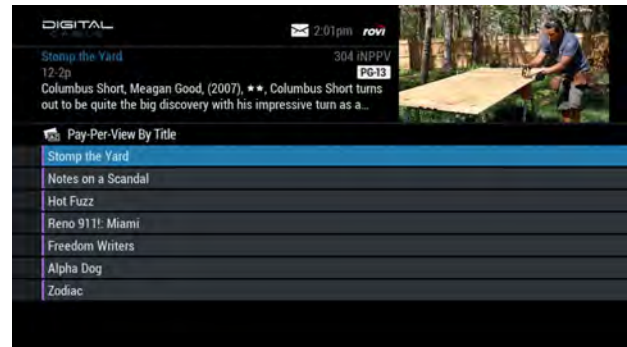 DIGITAL
CABLE
2:01pm rovi
Stomp the Yard 304 iNPPV
12-2p PG-13
Columbus Short, Meagan Good, (2007), ★★, Columbus Short turns
out to be quite the big discovery with his impressive turn as a...
Pay-Per-View By Title
Stomp the Yard
Notes on a Scandal
Hot Fuzz
Reno 911!: Miami
Freedom Writers
Alpha Dog
Zodiac